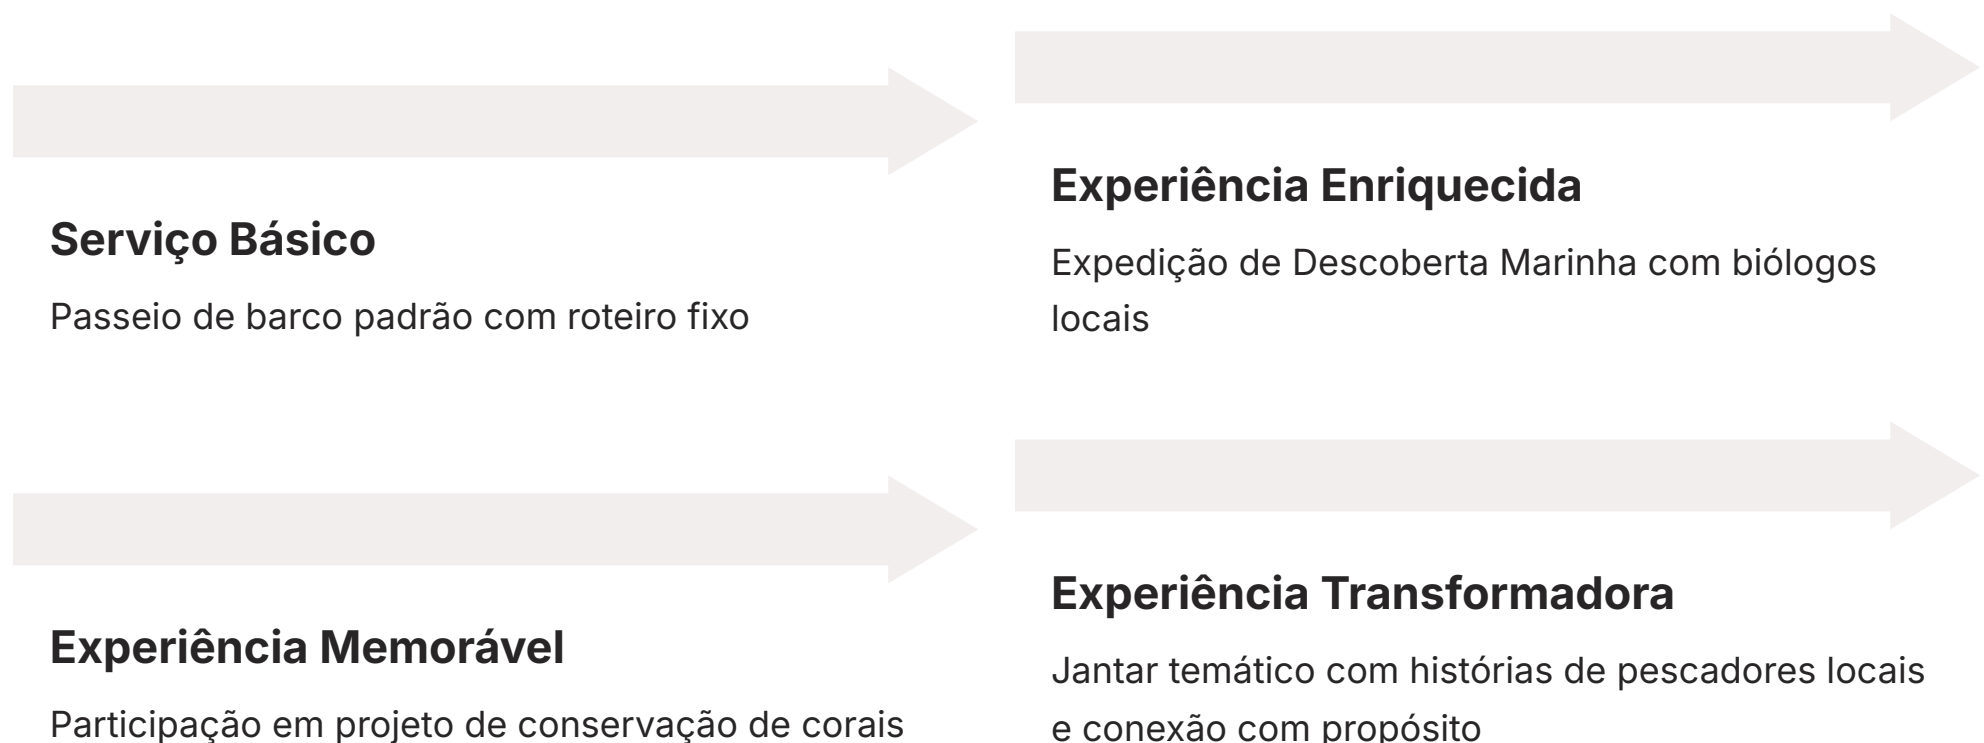 Serviço Básico
Passeio de barco padrão com roteiro fixo
Experiência Enriquecida
Expedição de Descoberta Marinha com biólogos
locais
Experiência Memorável
Participação em projeto de conservação de corais
Experiência Transformadora
Jantar temático com histórias de pescadores locais
e conexão com propósito